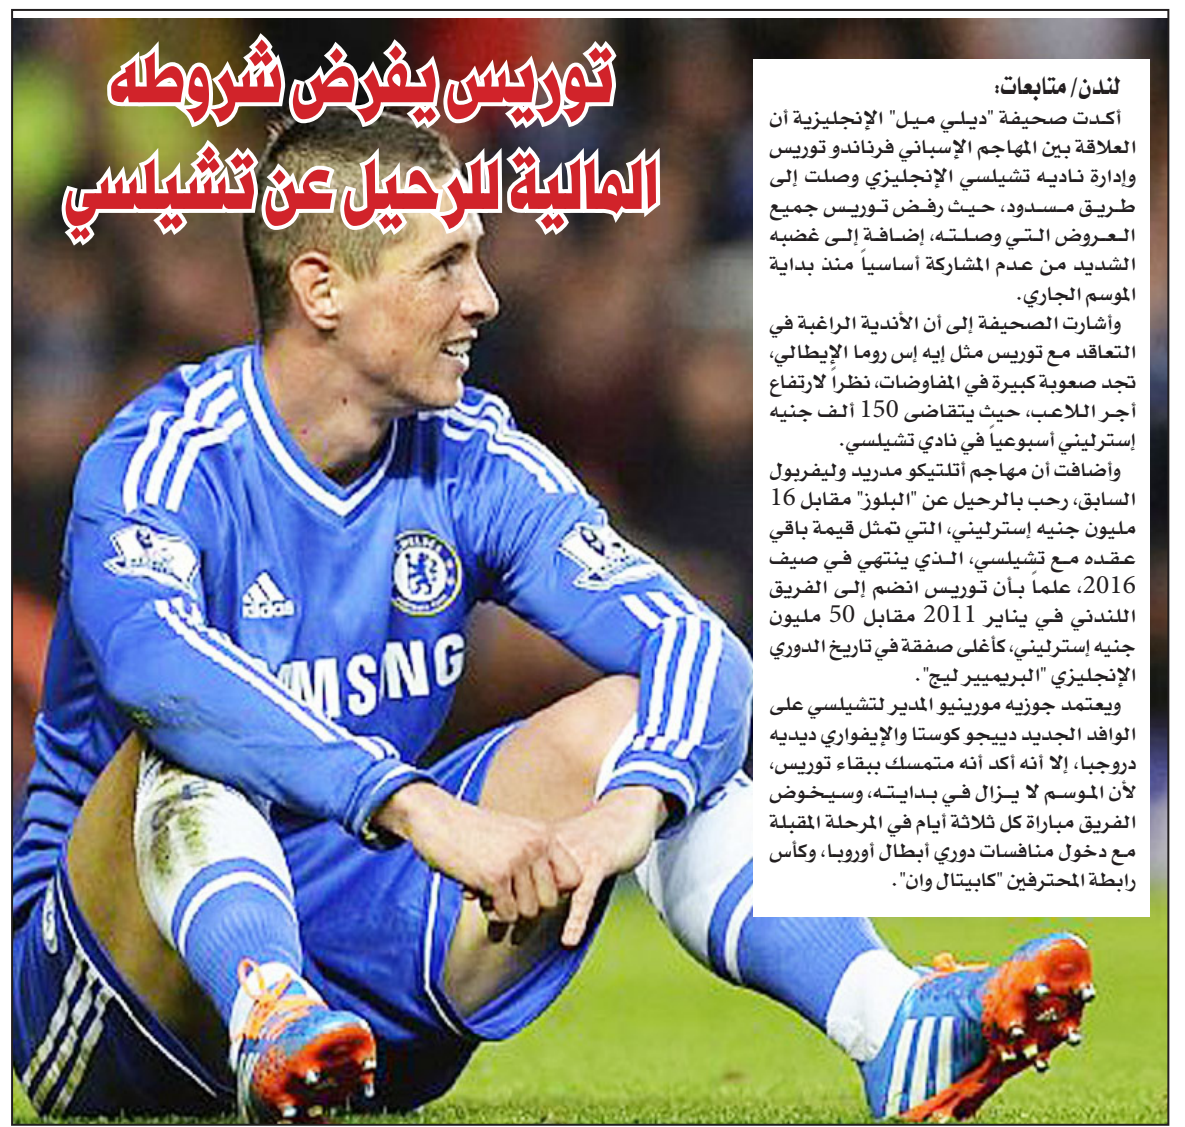 توريس يفرض شروطه
المالية للرحيل عن تشيلسي
لندن/ متابعات:
أكدت صحيفة "ديلي ميل" الإنجليزية أن
العلاقة بين المهاجم الإسباني فرناندو توريس
وإدارة ناديه تشيلسي الإنجليزي وصلت إلى
طريق مسدود، حيث رفض توريس جميع
العروض التي وصلته، إضافة إلى غضبه
الشديد من عدم المشاركة أساسياً منذ بداية
الموسم الجاري.
وأشارت الصحيفة إلى أن الأندية الراغبة في
التعاقد مع توريس مثل إيه إس روما الإيطالي،
تجد صعوبة كبيرة في المفاوضات، نظراً لارتفاع
أجر اللاعب، حيث يتقاضى 150 ألف جنيه
إسترليني أسبوعياً في نادي تشيلسي.
وأضافت أن مهاجم أتلتيكو مدريد وليفربول
السابق، رحب بالرحيل عن "البلوز" مقابل 16
مليون جنيه إسترليني، التي تمثل قيمة باقي
عقده مع تشيلسي، الذي ينتهي في صيف
2016، علماً بأن توريس انضم إلى الفريق
اللندني في يناير 2011 مقابل 50 مليون
جنيه إسترليني، كأغلى صفقة في تاريخ الدوري
الإنجليزي "البريميير ليج".
ويعتمد جوزيه مورينيو المدير لتشيلسي على
الوافد الجديد دييجو كوستا والإيفواري ديديه
دروجبا، إلا أنه أكد أنه متمسك ببقاء توريس،
لأن الموسم لا يزال في بدايته، وسيخوض
الفريق مباراة كل ثلاثة أيام في المرحلة المقبلة
مع دخول منافسات دوري أبطال أوروبا، وكأس
رابطة المحترفين "كابيتال وان".
adidas